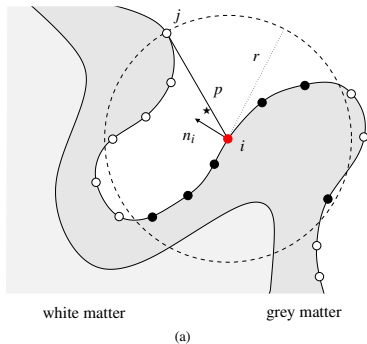 j
r
p
n_i
i
white matter
grey matter
(a)